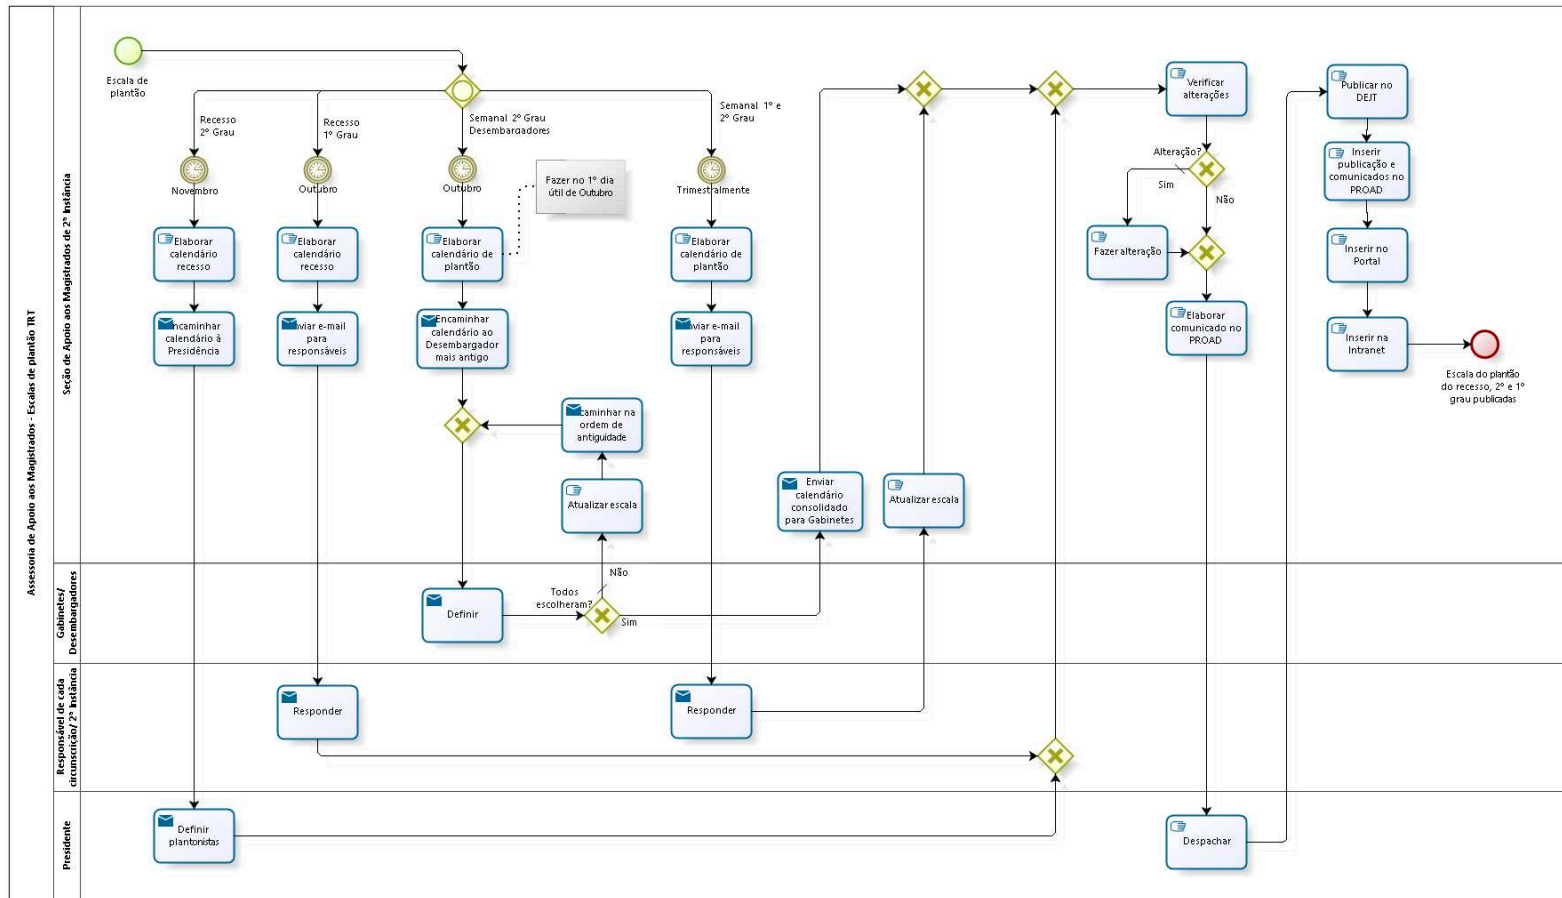 Assessoria de Apoio aos Magistrados - Escalas de plantão TRT
Seção de Apoio aos Magistrados de 2ª Instância
Escala de
plantão
Recesso
2º Grau
Recesso
1º Grau
Semanal 2º Grau
Desembargadores
Semanal 1º e
2º Grau
Novembro
Outubro
Outubro
Trimestralmente
Fazer no 1º dia
útil de Outubro
Elaborar
calendário
recesso
Elaborar
calendário
recesso
Elaborar
calendário de
plantão
Elaborar
calendário de
plantão
Encaminhar
calendário à
Presidência
Enviar e-mail
para
responsáveis
Encaminhar
calendário ao
Desembargador
mais antigo
Enviar e-mail
para
responsáveis
Encaminhar na
ordem de
antiguidade
Atualizar escala
Enviar
calendário
consolidado
para Gabinetes
Atualizar escala
Verificar
alterações
Alteração?
Sim
Não
Fazer alteração
Elaborar
comunicado no
PROAD
Publicar no
DEJT
Inserir
publicação e
comunicados no
PROAD
Inserir no
Portal
Inserir na
Intranet
Escala do plantão
do recesso, 2º e 1º
grau publicadas
Gabinetes/
Desembargadores
Definir
Todos
escolheram?
Não
Sim
Responsável de cada
circunscrição/ 2ª Instância
Responder
Responder
Presidente
Definir
plantonistas
Despachar